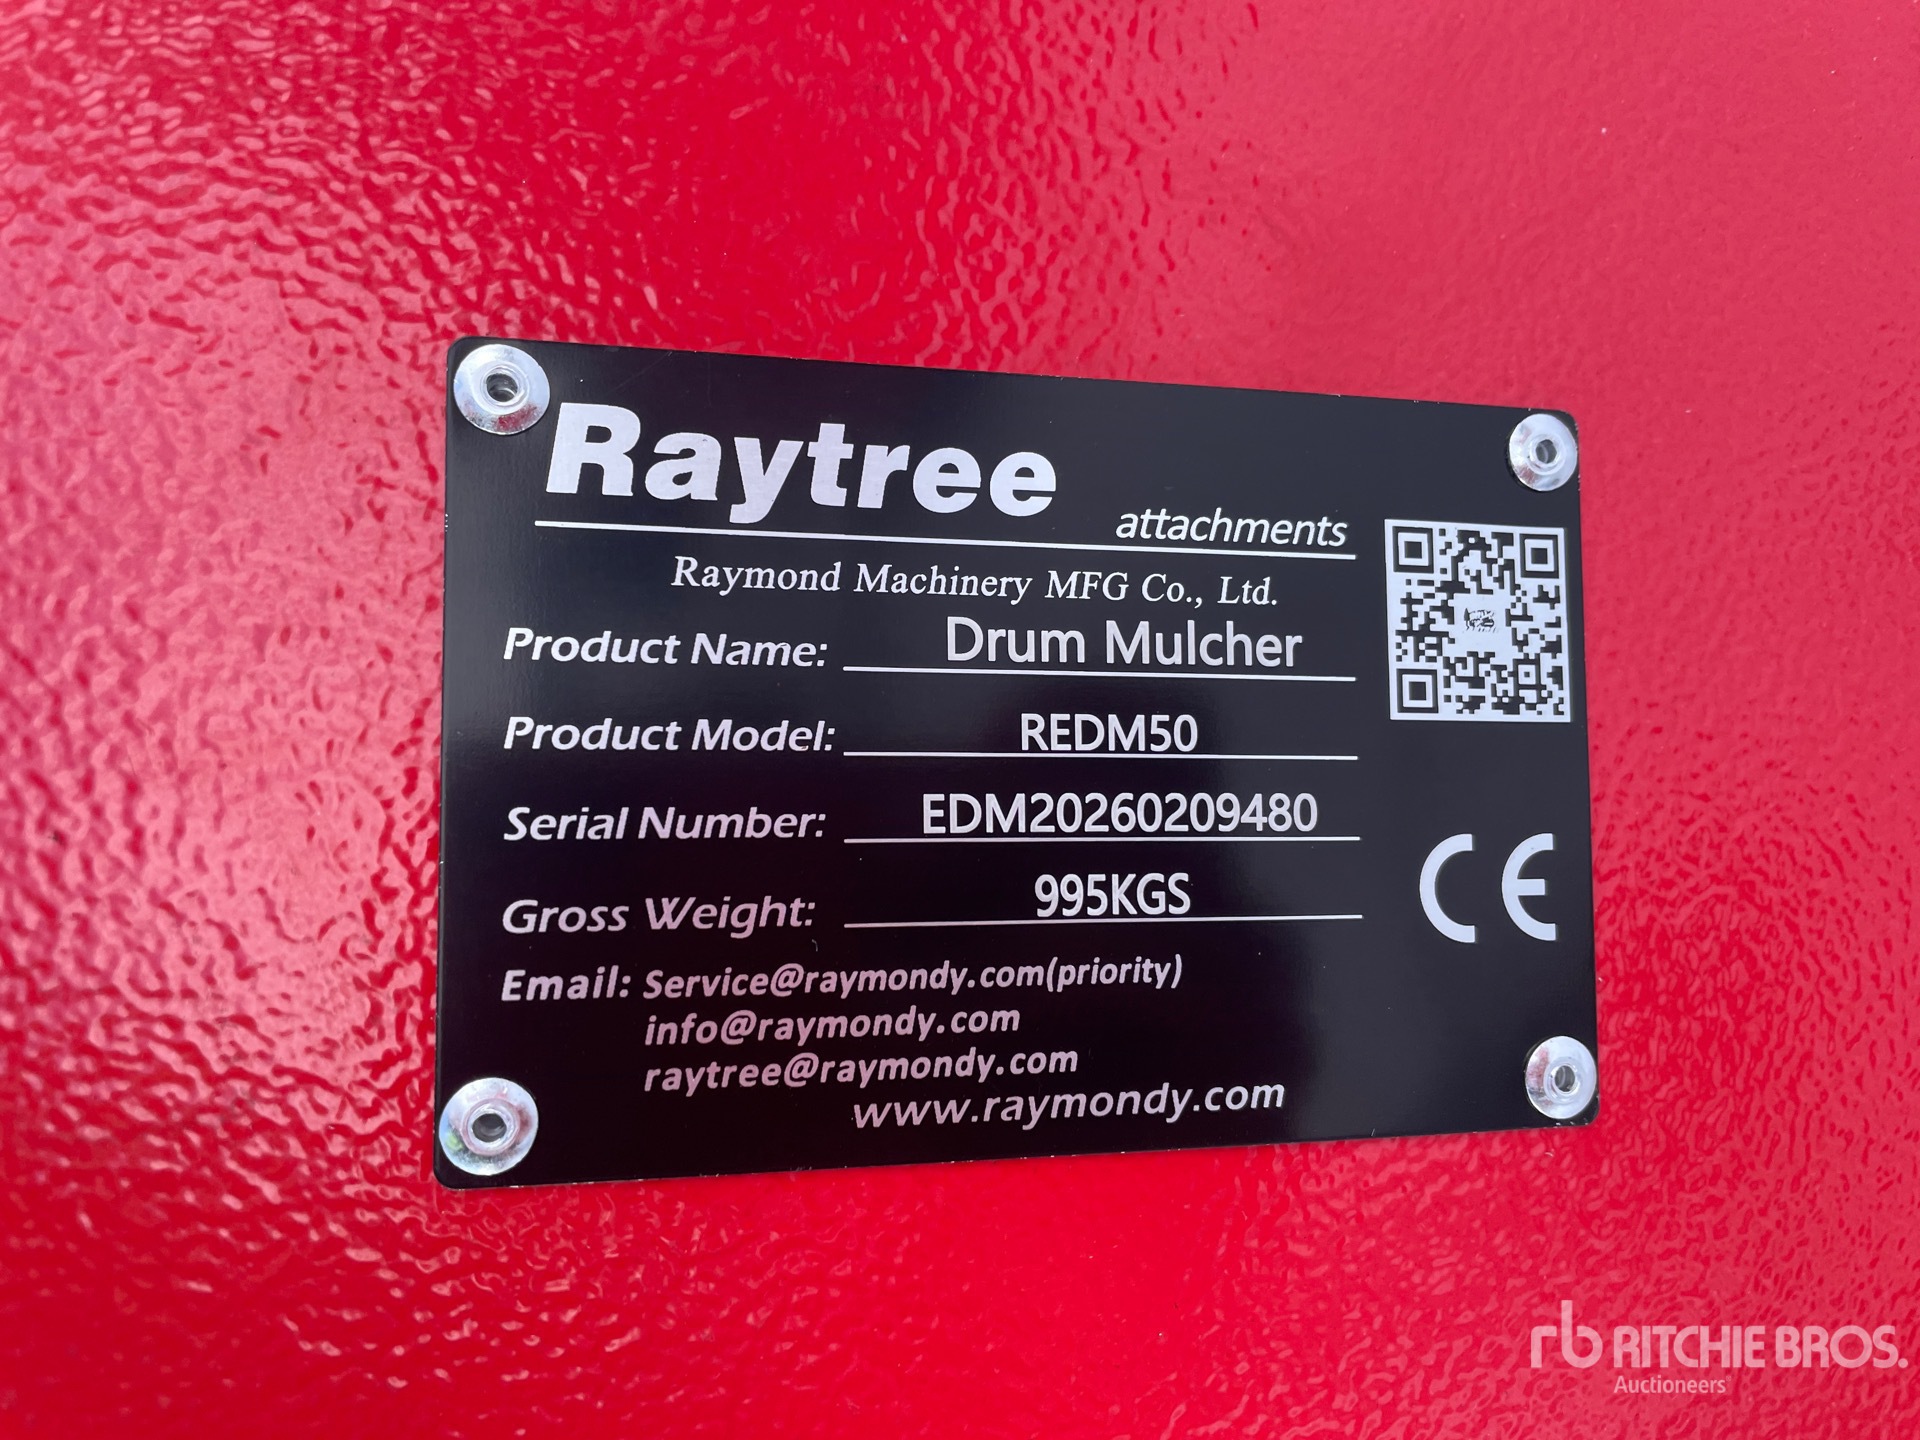 Raytree
attachments
Raymond Machinery MFG Co., Ltd.
Product Name: Drum Mulcher
Product Model: REDM50
Serial Number: EDM20260209480
Gross Weight: 995KGS
CE
Email: Service@raymondy.com(priority)
info@raymondy.com
raytree@raymondy.com
www.raymondy.com
rb RITCHIE BROS.
Auctioneers